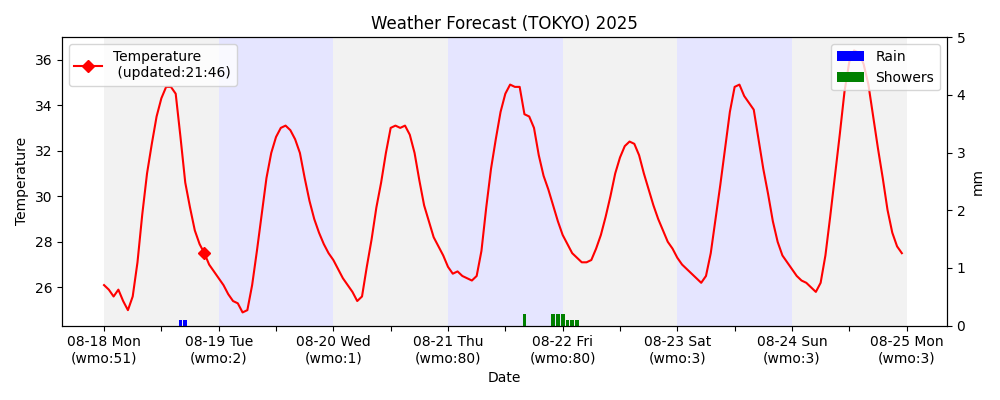 Weather Forecast (TOKYO) 2025
Temperature
(updated:21:46)
Rain
Showers
Temperature
mm
36
34
32
30
28
26
5
4
3
2
1
0
08-18 Mon
(wmo:51)
08-19 Tue
(wmo:2)
08-20 Wed
(wmo:1)
08-21 Thu
(wmo:80)
08-22 Fri
(wmo:80)
08-23 Sat
(wmo:3)
08-24 Sun
(wmo:3)
08-25 Mon
(wmo:3)
Date